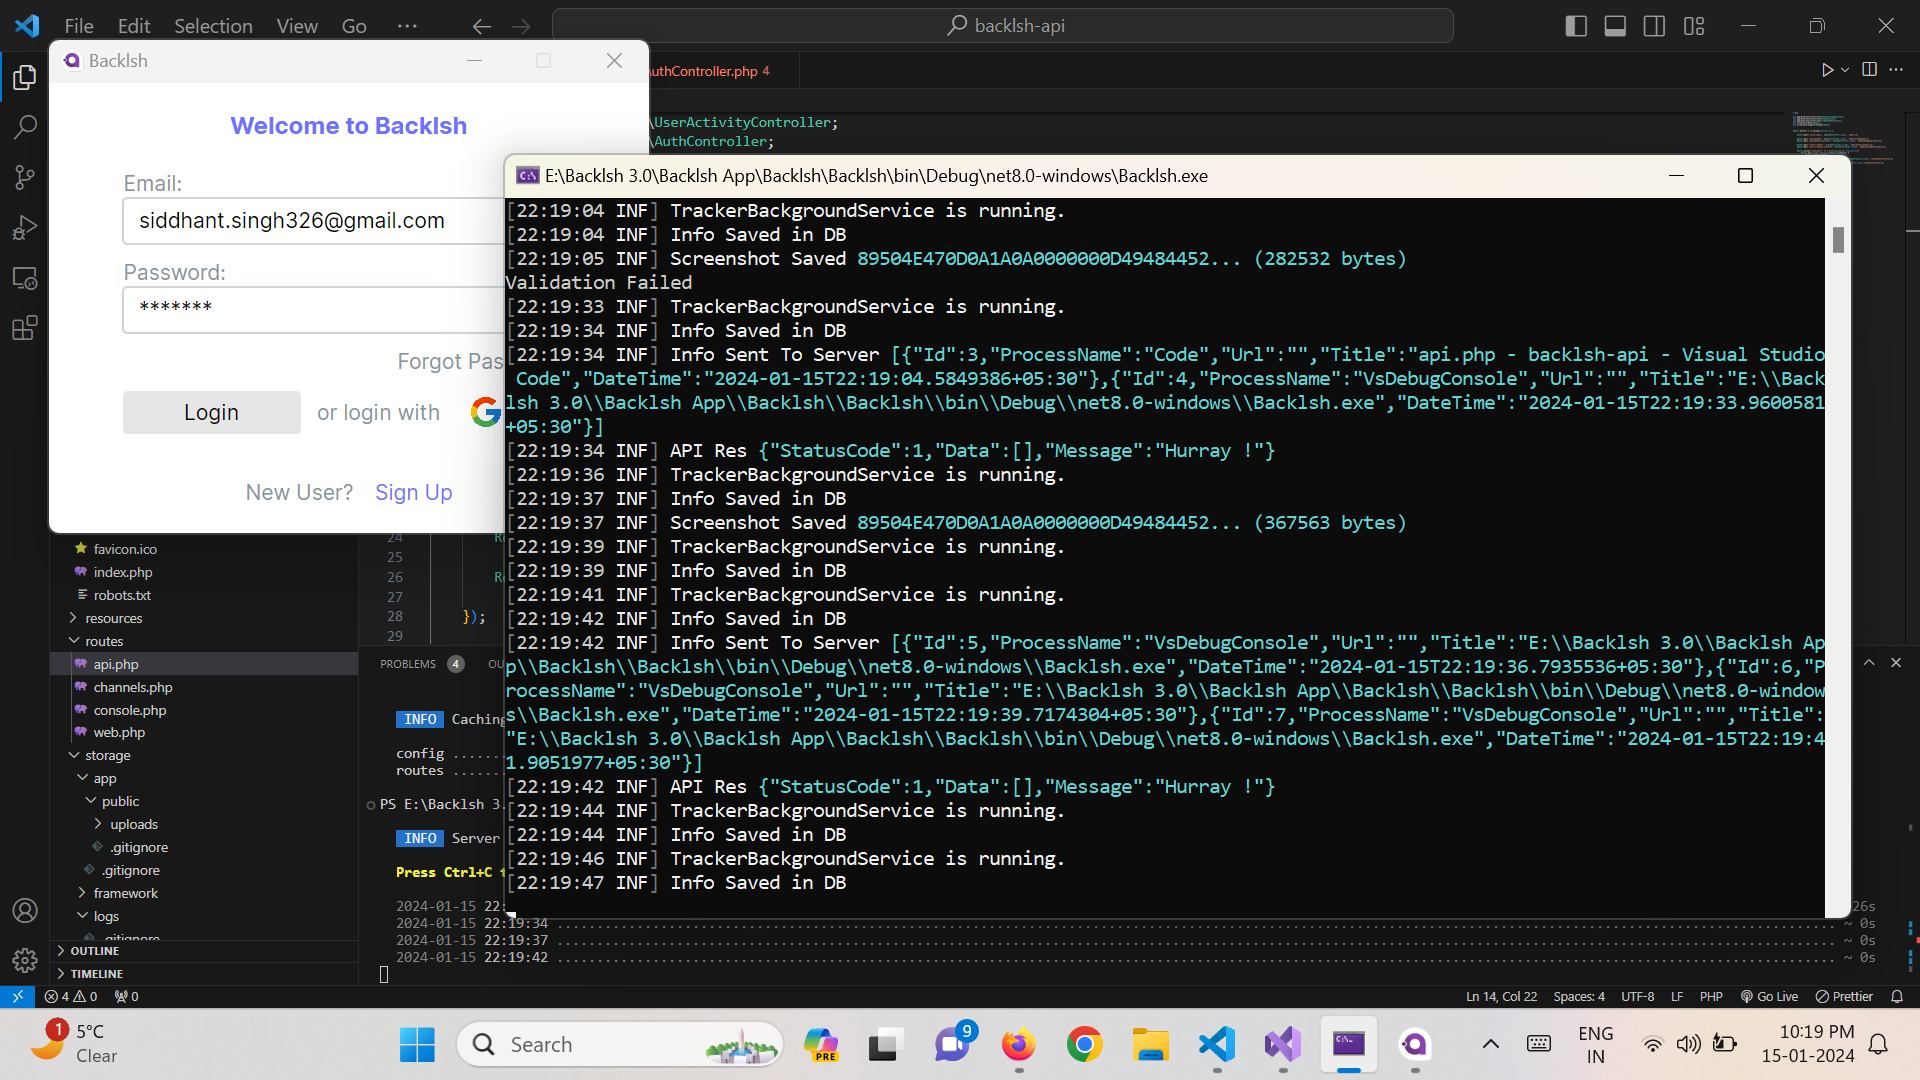 File Edit Selection View Go ... backlsh-api
Backlsh
Welcome to Backlsh
Email:
siddhant.singh326@gmail.com
Password:
*******
Forgot Pas
Login or login with
New User? Sign Up
uthController.php 4
\UserActivityController;
\AuthController;
E:\Backlsh 3.0\Backlsh App\Backlsh\Backlsh\bin\Debug\net8.0-windows\Backlsh.exe
[22:19:04 INF] TrackerBackgroundService is running.
[22:19:04 INF] Info Saved in DB
[22:19:05 INF] Screenshot Saved 89504E470D0A1A0A0000000D49484452... (282532 bytes)
Validation Failed
[22:19:33 INF] TrackerBackgroundService is running.
[22:19:34 INF] Info Saved in DB
[22:19:34 INF] Info Sent To Server [{"Id":3,"ProcessName":"Code","Url":"","Title":"api.php - backlsh-api - Visual Studio
Code","DateTime":"2024-01-15T22:19:04.5849386+05:30"},{"Id":4,"ProcessName":"VsDebugConsole","Url":"","Title":"E:\\Back
lsh 3.0\\Backlsh App\\Backlsh\\Backlsh\\bin\\Debug\\net8.0-windows\\Backlsh.exe","DateTime":"2024-01-15T22:19:33.9600581
+05:30"}]
[22:19:34 INF] API Res {"StatusCode":1,"Data":[],"Message":"Hurray !"}
[22:19:36 INF] TrackerBackgroundService is running.
[22:19:37 INF] Info Saved in DB
[22:19:37 INF] Screenshot Saved 89504E470D0A1A0A0000000D49484452... (367563 bytes)
[22:19:39 INF] TrackerBackgroundService is running.
[22:19:39 INF] Info Saved in DB
[22:19:41 INF] TrackerBackgroundService is running.
[22:19:42 INF] Info Saved in DB
[22:19:42 INF] Info Sent To Server [{"Id":5,"ProcessName":"VsDebugConsole","Url":"","Title":"E:\\Backlsh 3.0\\Backlsh Ap
p\\Backlsh\\Backlsh\\bin\\Debug\\net8.0-windows\\Backlsh.exe","DateTime":"2024-01-15T22:19:36.7935536+05:30"},{"Id":6,"P
rocessName":"VsDebugConsole","Url":"","Title":"E:\\Backlsh 3.0\\Backlsh App\\Backlsh\\Backlsh\\bin\\Debug\\net8.0-window
s\\Backlsh.exe","DateTime":"2024-01-15T22:19:39.7174304+05:30"},{"Id":7,"ProcessName":"VsDebugConsole","Url":"","Title":
"E:\\Backlsh 3.0\\Backlsh App\\Backlsh\\Backlsh\\bin\\Debug\\net8.0-windows\\Backlsh.exe","DateTime":"2024-01-15T22:19:4
1.9051977+05:30"}]
[22:19:42 INF] API Res {"StatusCode":1,"Data":[],"Message":"Hurray !"}
[22:19:44 INF] TrackerBackgroundService is running.
[22:19:44 INF] Info Saved in DB
[22:19:46 INF] TrackerBackgroundService is running.
[22:19:47 INF] Info Saved in DB
favicon.ico
index.php
robots.txt
resources
routes
api.php
channels.php
console.php
web.php
storage
app
public
uploads
.gitignore
.gitignore
framework
logs
.gitignore
OUTLINE
TIMELINE
24
25
26
27
28 });
29
PROBLEMS 4 OU
INFO Caching
config ......
routes ......
PS E:\Backlsh 3.
INFO Server
Press Ctrl+C t
2024-01-15 22: 26s
2024-01-15 22:19:34 ~ 0s
2024-01-15 22:19:37 ~ 0s
2024-01-15 22:19:42 ~ 0s
4 0 0 Ln 14, Col 22 Spaces: 4 UTF-8 LF PHP Go Live Prettier
1 5°C
Clear
Search
PRE
9
ENG
IN
10:19 PM
15-01-2024